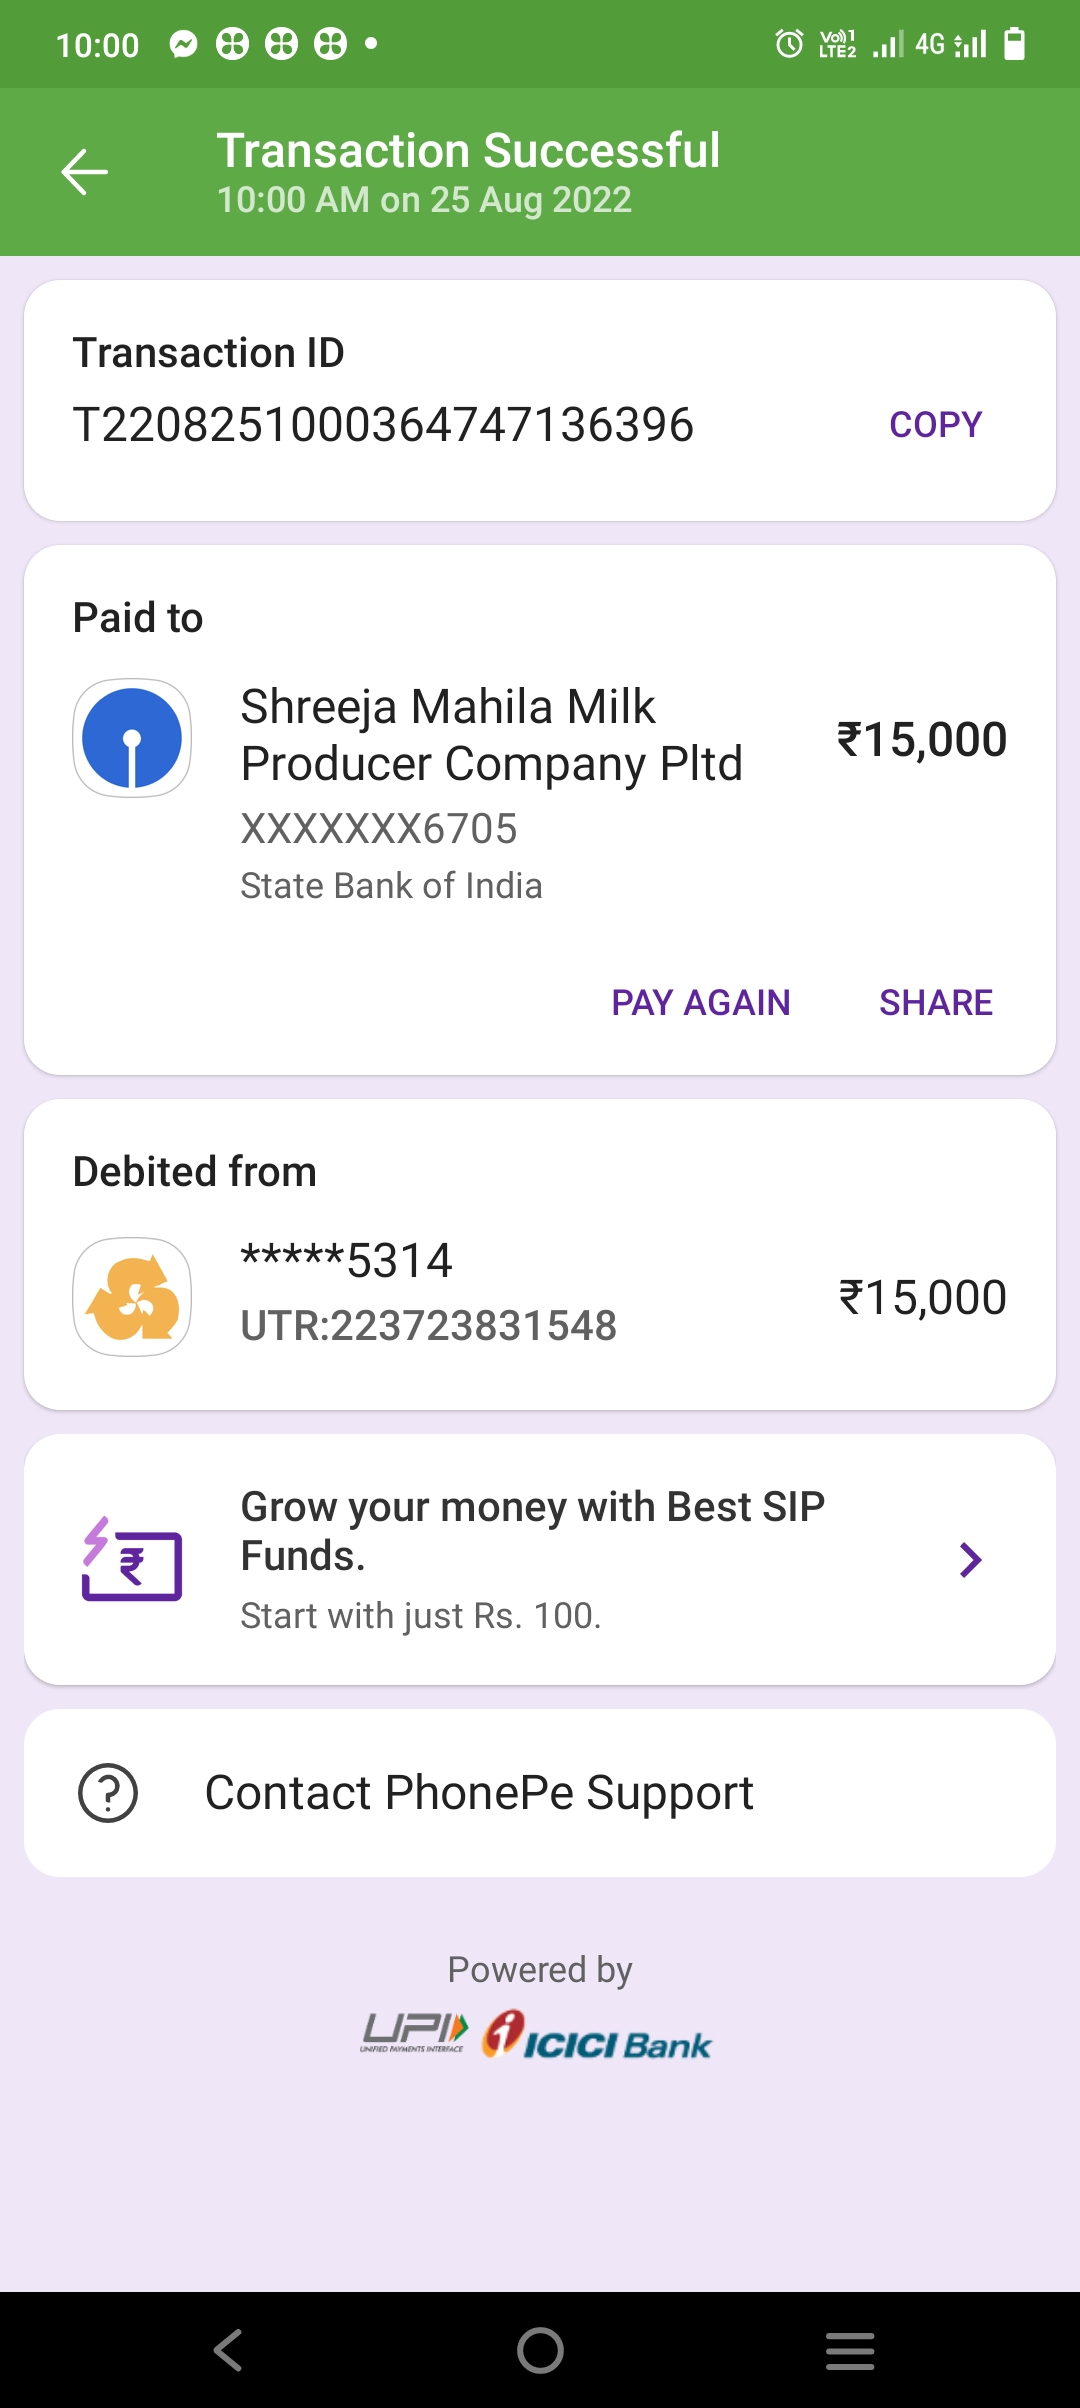 10:00
Vo))1
LTE2
4G
Transaction Successful
10:00 AM on 25 Aug 2022
Transaction ID
T2208251000364747136396
COPY
Paid to
Shreeja Mahila Milk
Producer Company Pltd
₹15,000
XXXXXXX6705
State Bank of India
PAY AGAIN SHARE
Debited from
*****5314
₹15,000
UTR:223723831548
Grow your money with Best SIP
Funds.
Start with just Rs. 100.
Contact PhonePe Support
Powered by
UPI
UNIFIED PAYMENTS INTERFACE
ICICI Bank